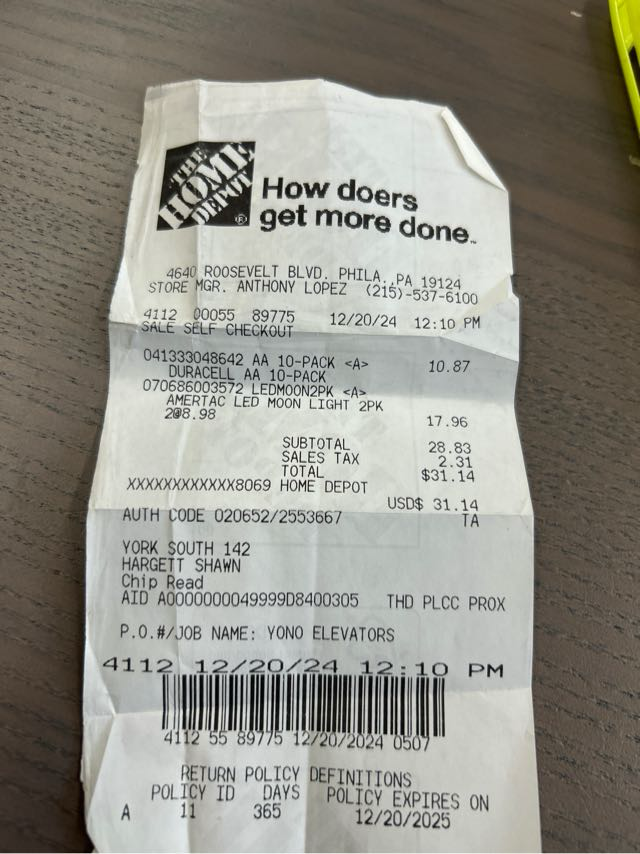 THE
HOME
DEPOT
®
How doers
get more done™
4640 ROOSEVELT BLVD. PHILA.,PA 19124
STORE MGR. ANTHONY LOPEZ (215)-537-6100
4112 00055 89775 12/20/24 12:10 PM
SALE SELF CHECKOUT
041333048642 AA 10-PACK <A> 10.87
DURACELL AA 10-PACK
070686003572 LEDMOON2PK <A>
AMERTAC LED MOON LIGHT 2PK
2@8.98 17.96
SUBTOTAL 28.83
SALES TAX 2.31
TOTAL $31.14
XXXXXXXXXXXX8069 HOME DEPOT
USD$ 31.14
AUTH CODE 020652/2553667 TA
YORK SOUTH 142
HARGETT SHAWN
Chip Read
AID A0000000049999D8400305 THD PLCC PROX
P.O.#/JOB NAME: YONO ELEVATORS
4112 12/20/24 12:10 PM
4112 55 89775 12/20/2024 0507
RETURN POLICY DEFINITIONS
POLICY ID DAYS POLICY EXPIRES ON
A 11 365 12/20/2025